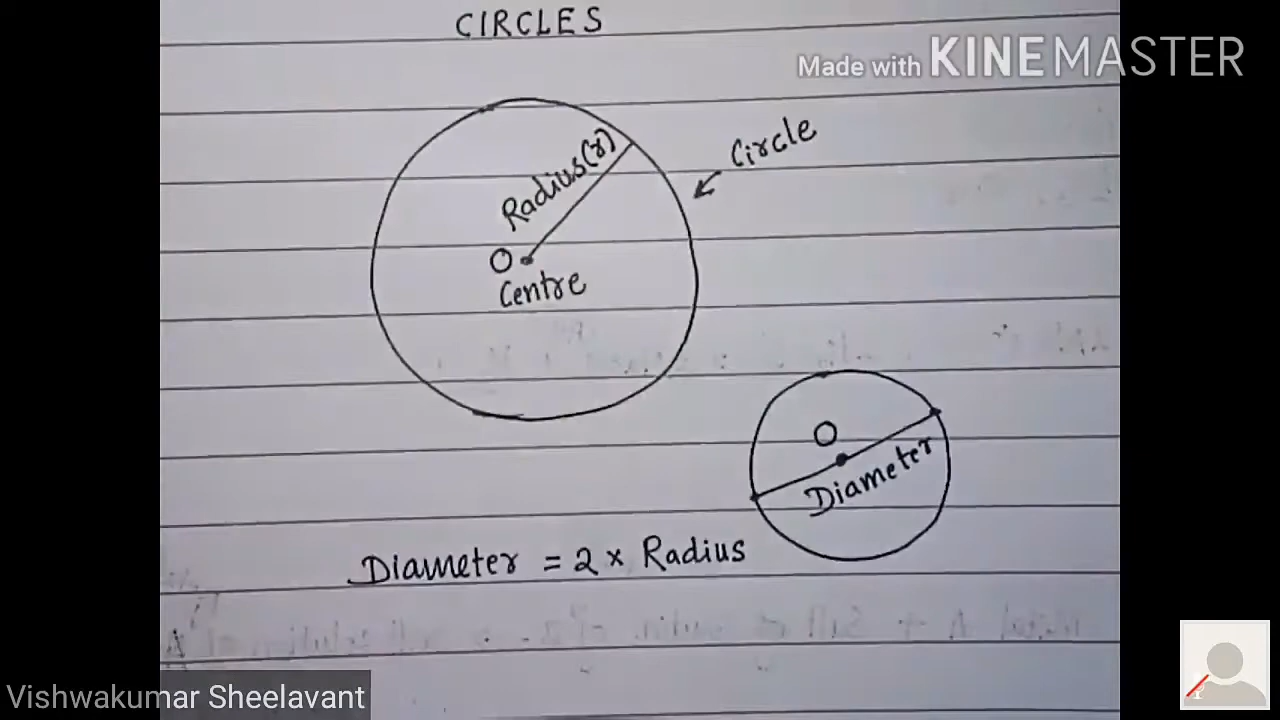 CIRCLES
Made with KINEMASTER
Circle
Radius(r)
O
Centre
O
Diameter
Diameter = 2 × Radius
Vishwakumar Sheelavant